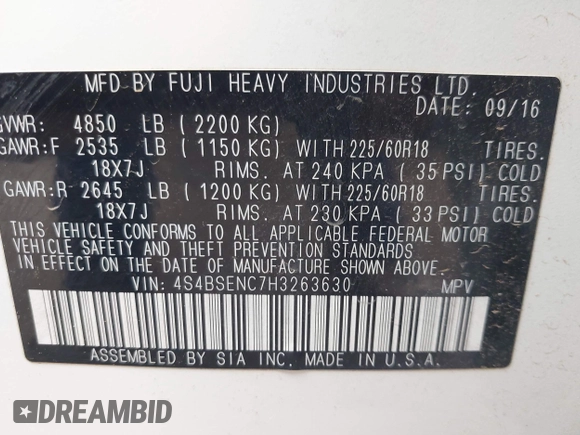 MFD BY FUJI HEAVY INDUSTRIES LTD.
DATE: 09/16
GVWR: 4850 LB (2200 KG)
GAWR:F 2535 LB (1150 KG) WITH 225/60R18 TIRES.
18X7J RIMS. AT 240 KPA (35 PSI) COLD
GAWR:R 2645 LB (1200 KG) WITH 225/60R18 TIRES.
18X7J RIMS. AT 230 KPA (33 PSI) COLD
THIS VEHICLE CONFORMS TO ALL APPLICABLE FEDERAL MOTOR
VEHICLE SAFETY AND THEFT PREVENTION STANDARDS
IN EFFECT ON THE DATE OF MANUFACTURE SHOWN ABOVE.
VIN: 4S4BSENC7H3263630 MPV
ASSEMBLED BY SIA INC. MADE IN U.S.A.
DREAMBID